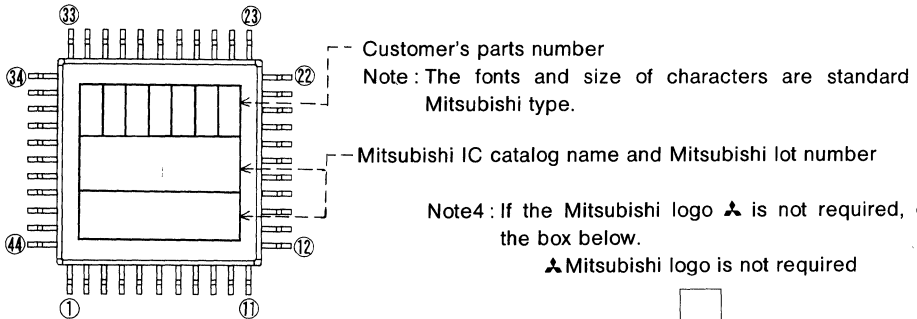 ㉝ ㉓
㉞ ㉒
㊹ ⑫
① ⑪
Customer's parts number
Note : The fonts and size of characters are standard
Mitsubishi type.
Mitsubishi IC catalog name and Mitsubishi lot number
Note4 : If the Mitsubishi logo is not required,
the box below.
Mitsubishi logo is not required